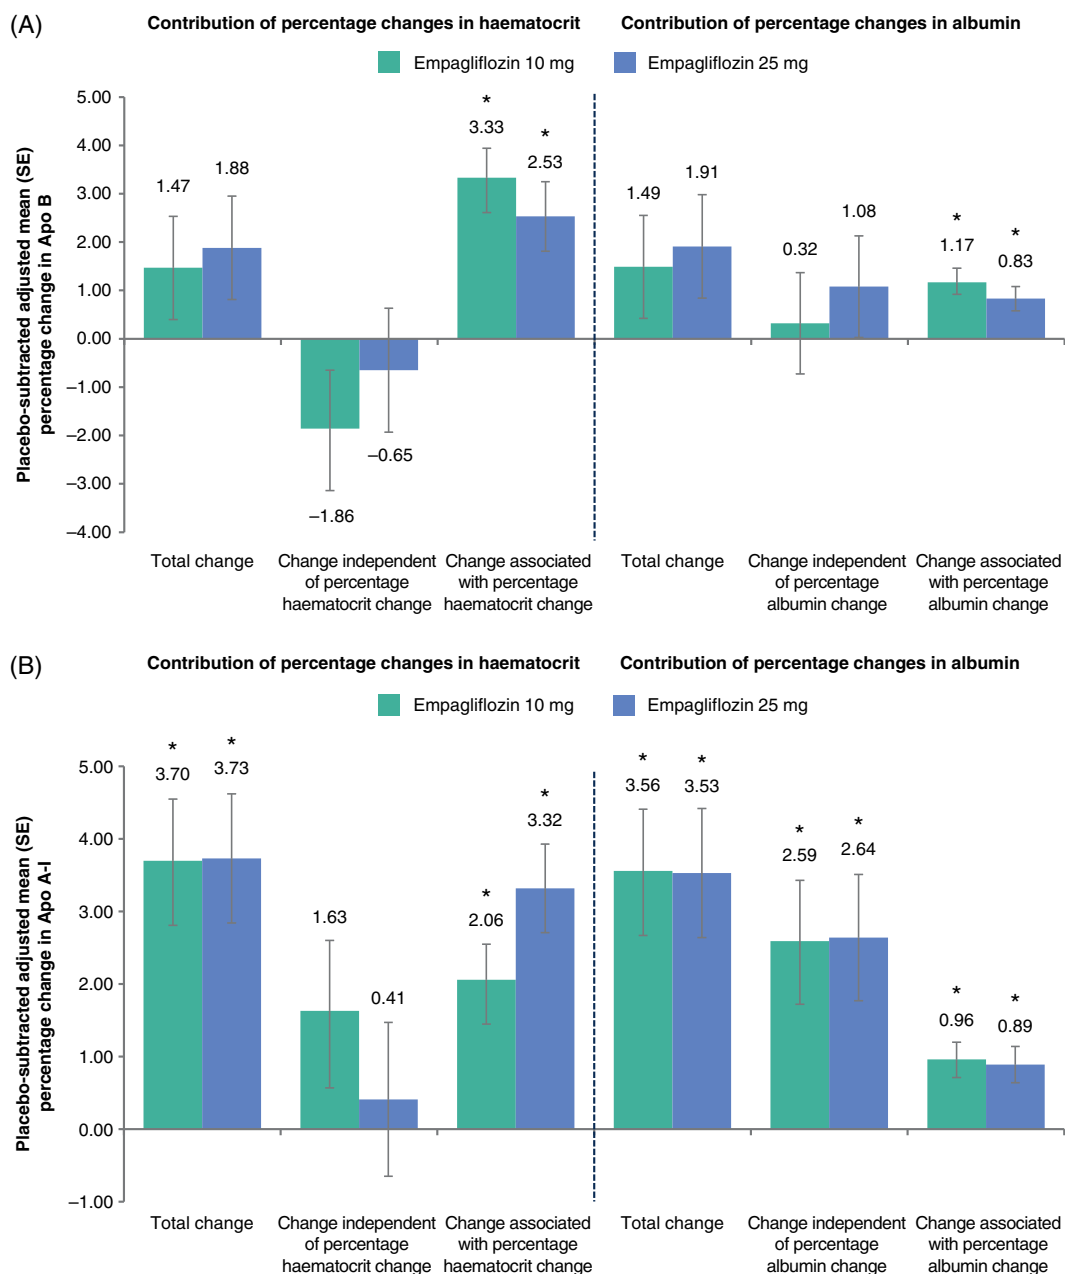 (A)
Contribution of percentage changes in haematocrit
Contribution of percentage changes in albumin
Empagliflozin 10 mg
Empagliflozin 25 mg
Placebo-subtracted adjusted mean (SE)
percentage change in Apo B
5.00
4.00
3.00
2.00
1.00
0.00
–1.00
–2.00
–3.00
–4.00
1.47
1.88
–1.86
–0.65
*
3.33
*
2.53
1.49
1.91
0.32
1.08
*
1.17
*
0.83
Total change
Change independent
of percentage
haematocrit change
Change associated
with percentage
haematocrit change
Total change
Change independent
of percentage
albumin change
Change associated
with percentage
albumin change
(B)
Contribution of percentage changes in haematocrit
Contribution of percentage changes in albumin
Empagliflozin 10 mg
Empagliflozin 25 mg
Placebo-subtracted adjusted mean (SE)
percentage change in Apo A-I
5.00
4.00
3.00
2.00
1.00
0.00
–1.00
*
3.70
*
3.73
1.63
0.41
*
2.06
*
3.32
*
3.56
*
3.53
*
2.59
*
2.64
*
0.96
*
0.89
Total change
Change independent
of percentage
haematocrit change
Change associated
with percentage
haematocrit change
Total change
Change independent
of percentage
albumin change
Change associated
with percentage
albumin change